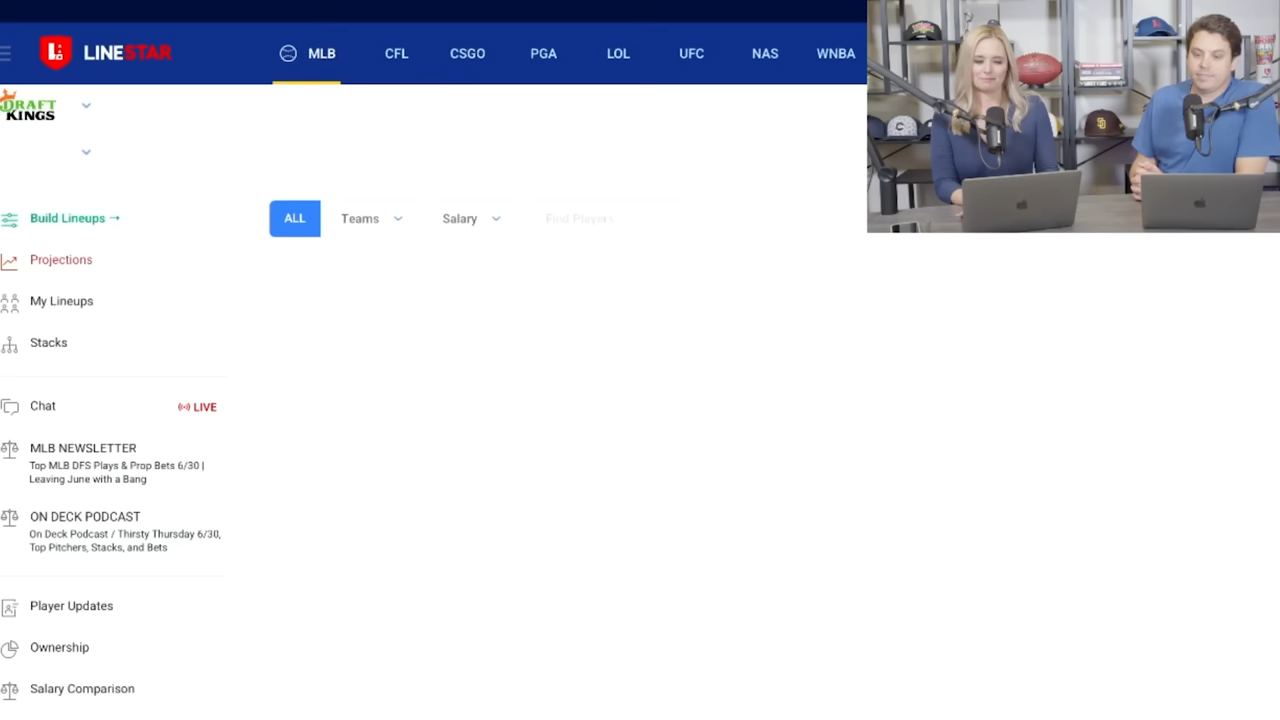 LINESTAR
MLB
CFL
CSGO
PGA
LOL
UFC
NAS
WNBA
DRAFT
KINGS
ALL
Teams
Salary
Find Players
Build Lineups →
Projections
My Lineups
Stacks
Chat
LIVE
MLB NEWSLETTER
Top MLB DFS Plays & Prop Bets 6/30 |
Leaving June with a Bang
ON DECK PODCAST
On Deck Podcast / Thirsty Thursday 6/30,
Top Pitchers, Stacks, and Bets
Player Updates
Ownership
Salary Comparison